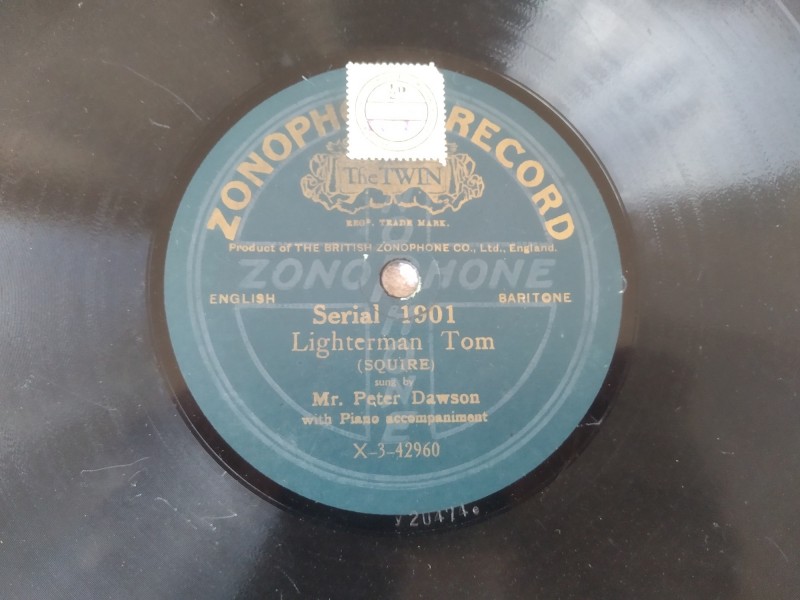 ZONOPHO RECORD
The TWIN
REGD. TRADE MARK.
Product of THE BRITISH ZONOPHONE CO., Ltd., England.
ZONOPHONE
ENGLISH BARITONE
Serial 1901
Lighterman Tom
(SQUIRE)
sung by
Mr. Peter Dawson
with Piano accompaniment
X-3-42960
y20474